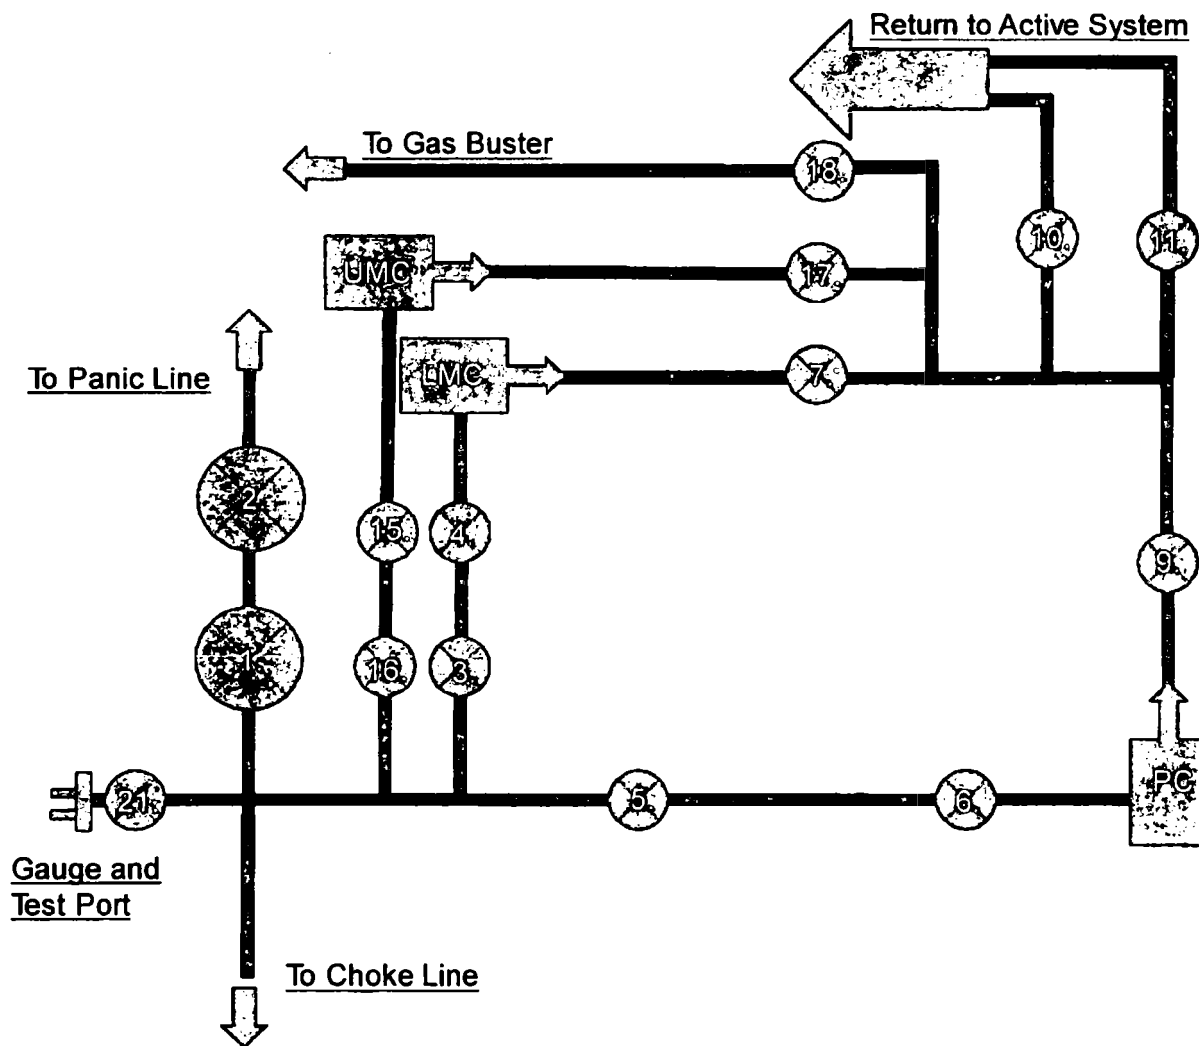 Return to Active System
To Gas Buster
18.
10.
11.
UMC
17.
To Panic Line
LMC
7.
2.
15.
4.
9.
1.
16.
3.
21.
5.
6.
PC
Gauge and
Test Port
To Choke Line